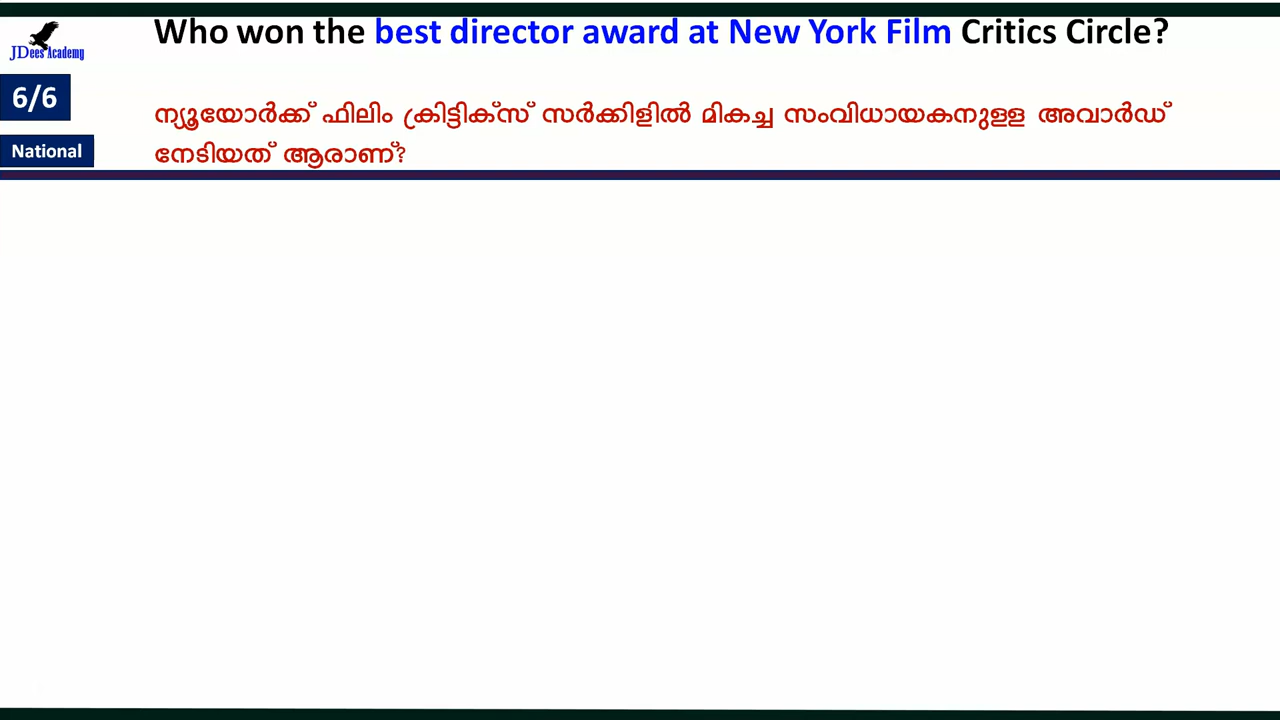 Who won the best director award at New York Film Critics Circle?
JDees Academy
6/6
ന്യൂയോർക്ക് ഫിലിം ക്രിട്ടിക്സ് സർക്കിളിൽ മികച്ച സംവിധായകനുള്ള അവാർഡ്
നേടിയത് ആരാണ്?
National